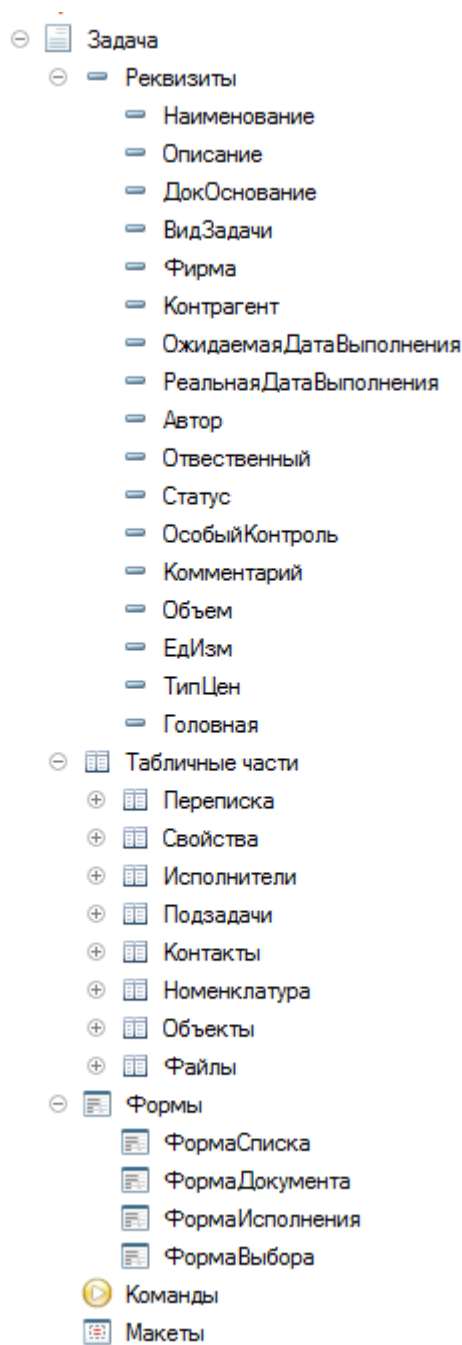 Задача
Реквизиты
Наименование
Описание
ДокОснование
ВидЗадачи
Фирма
Контрагент
ОжидаемаяДатаВыполнения
РеальнаяДатаВыполнения
Автор
Отвественный
Статус
ОсобыйКонтроль
Комментарий
Объем
ЕдИзм
ТипЦен
Головная
Табличные части
Переписка
Свойства
Исполнители
Подзадачи
Контакты
Номенклатура
Объекты
Файлы
Формы
ФормаСписка
ФормаДокумента
ФормаИсполнения
ФормаВыбора
Команды
Макеты